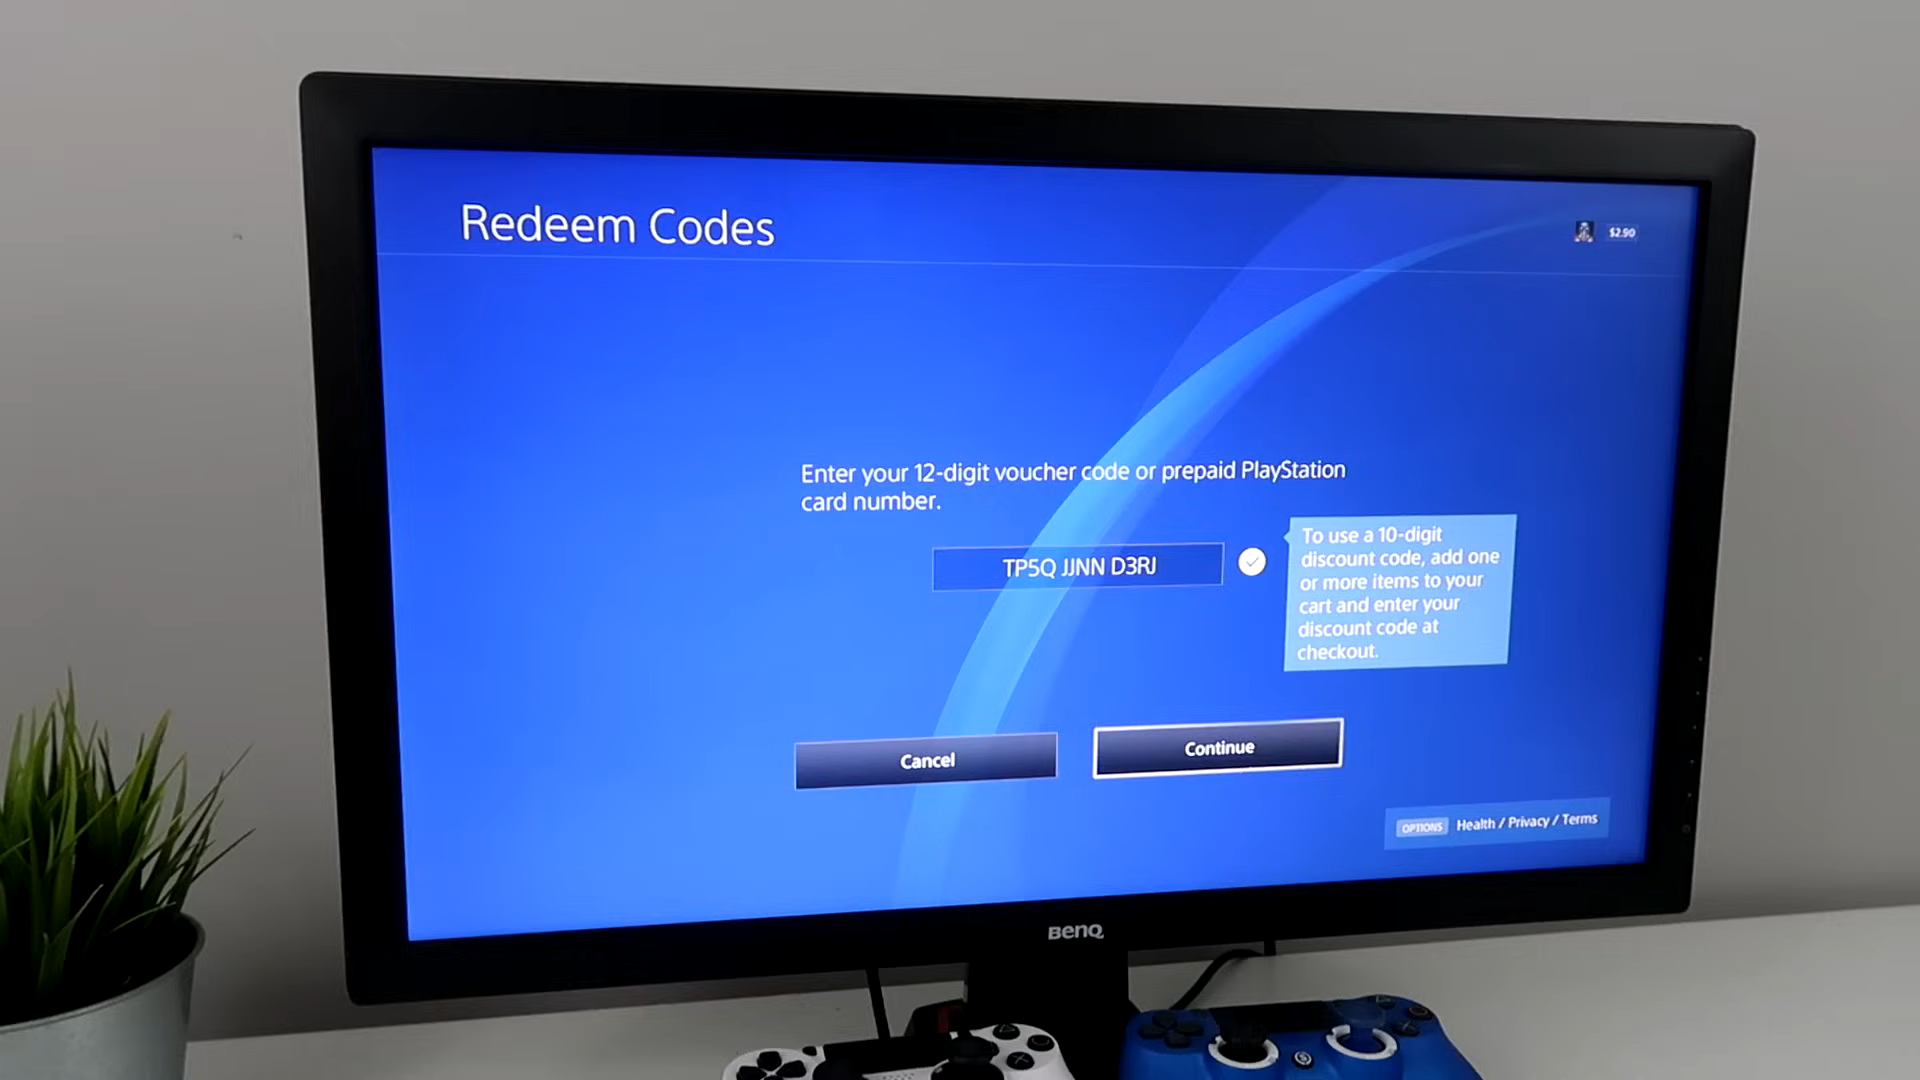 Redeem Codes
$2.90
Enter your 12-digit voucher code or prepaid PlayStation
card number.
TP5Q JJNN D3RJ
To use a 10-digit
discount code, add one
or more items to your
cart and enter your
discount code at
checkout.
Cancel
Continue
OPTIONS Health / Privacy / Terms
BenQ